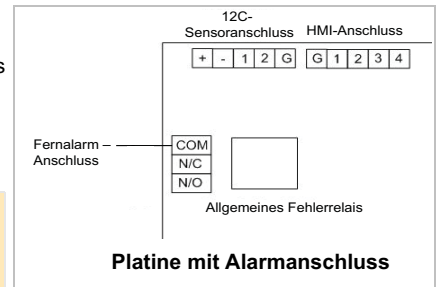 12C-
Sensoranschluss HMI-Anschluss
+ - 1 2 G G 1 2 3 4
s
Fernalarm –
Anschluss
COM
N/C
N/O
Allgemeines Fehlerrelais
Platine mit Alarmanschluss